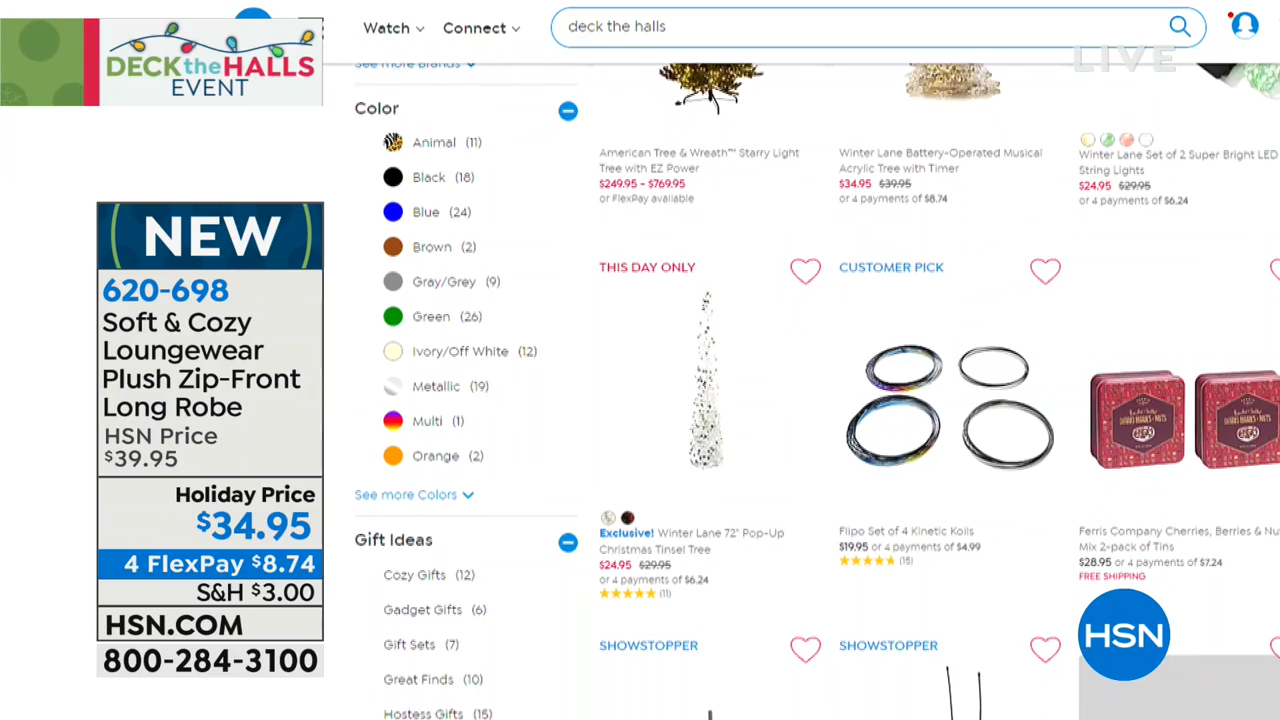 DECK the HALLS
EVENT
Watch
Connect
deck the halls
LIVE
See more Brands
Color
Animal (11)
Black (18)
Blue (24)
Brown (2)
Gray/Grey (9)
Green (26)
Ivory/Off White (12)
Metallic (19)
Multi (1)
Orange (2)
See more Colors
Gift Ideas
Cozy Gifts (12)
Gadget Gifts (6)
Gift Sets (7)
Great Finds (10)
Hostess Gifts (15)
American Tree & Wreath™ Starry Light
Tree with EZ Power
$249.95 - $769.95
or FlexPay available
Winter Lane Battery-Operated Musical
Acrylic Tree with Timer
$34.95 $39.95
or 4 payments of $8.74
Winter Lane Set of 2 Super Bright LED
String Lights
$24.95 $29.95
or 4 payments of $6.24
THIS DAY ONLY
Exclusive! Winter Lane 72" Pop-Up
Christmas Tinsel Tree
$24.95 $29.95
or 4 payments of $6.24
(11)
CUSTOMER PICK
Flipo Set of 4 Kinetic Koils
$19.95 or 4 payments of $4.99
(15)
Ferris Company Cherries, Berries & Nu
Mix 2-pack of Tins
$28.95 or 4 payments of $7.24
FREE SHIPPING
SHOWSTOPPER
SHOWSTOPPER
NEW
620-698
Soft & Cozy
Loungewear
Plush Zip-Front
Long Robe
HSN Price
$39.95
Holiday Price
$34.95
4 FlexPay $8.74
S&H $3.00
HSN.COM
800-284-3100
HSN